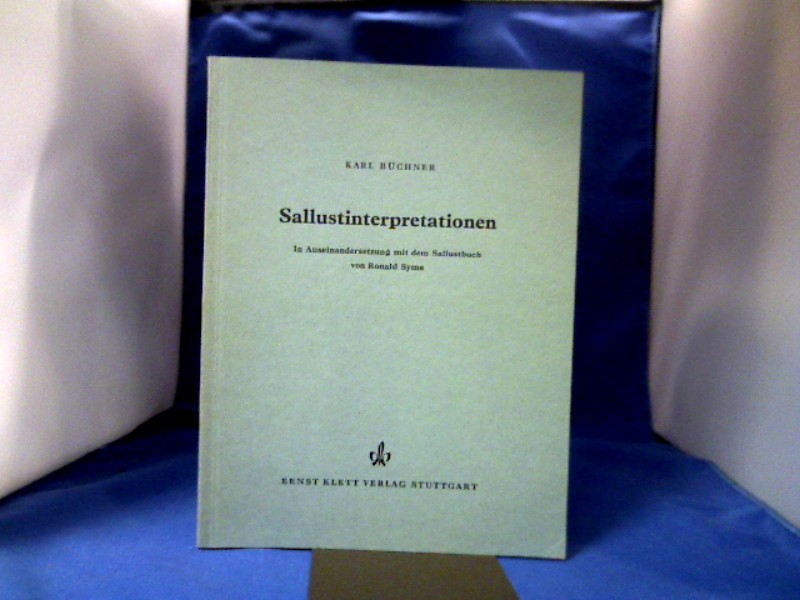 KARL BÜCHNER
Sallustinterpretationen
In Auseinandersetzung mit dem Sallustbuch
von Ronald Syme
ERNST KLETT VERLAG STUTTGART